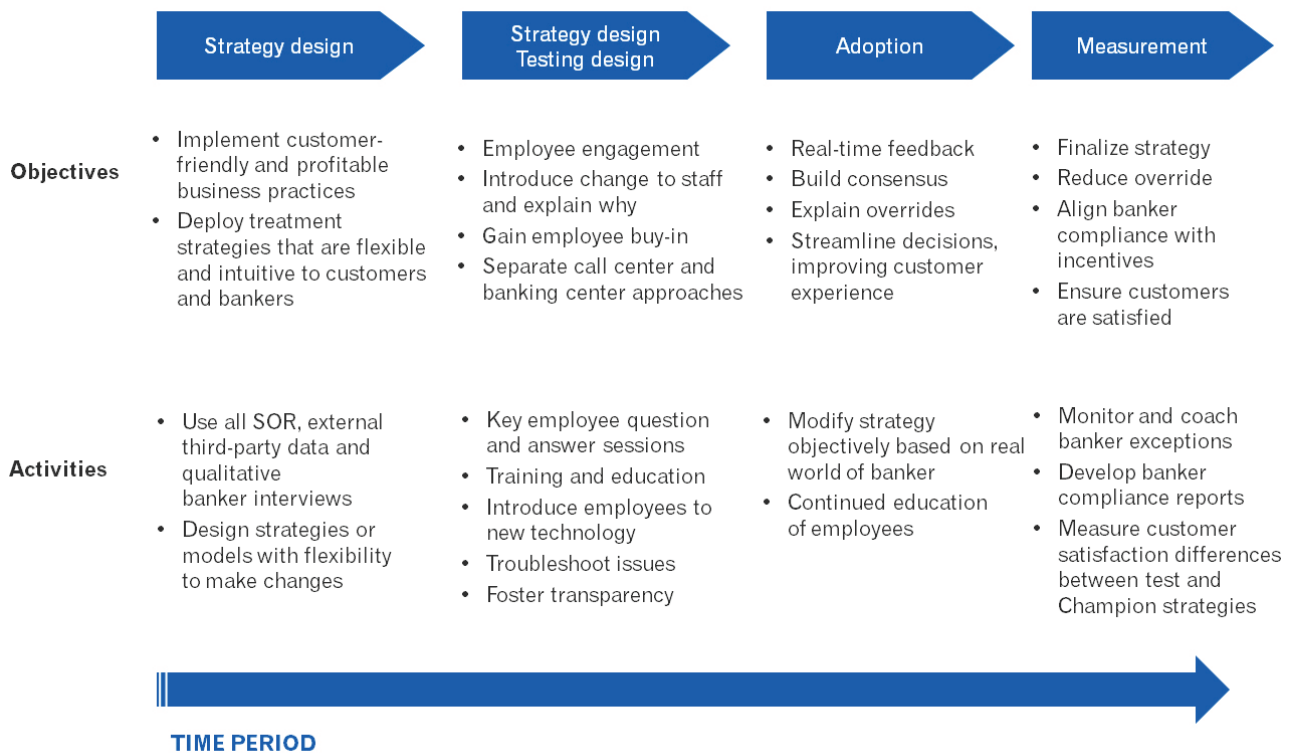 Strategy design
Strategy design
Testing design
Adoption
Measurement
Objectives
• Implement customer-
friendly and profitable
business practices
• Deploy treatment
strategies that are flexible
and intuitive to customers
and bankers
• Employee engagement
• Introduce change to staff
and explain why
• Gain employee buy-in
• Separate call center and
banking center approaches
• Real-time feedback
• Build consensus
• Explain overrides
• Streamline decisions,
improving customer
experience
• Finalize strategy
• Reduce override
• Align banker
compliance with
incentives
• Ensure customers
are satisfied
Activities
• Use all SOR, external
third-party data and
qualitative
banker interviews
• Design strategies or
models with flexibility
to make changes
• Key employee question
and answer sessions
• Training and education
• Introduce employees to
new technology
• Troubleshoot issues
• Foster transparency
• Modify strategy
objectively based on real
world of banker
• Continued education
of employees
• Monitor and coach
banker exceptions
• Develop banker
compliance reports
• Measure customer
satisfaction differences
between test and
Champion strategies
TIME PERIOD